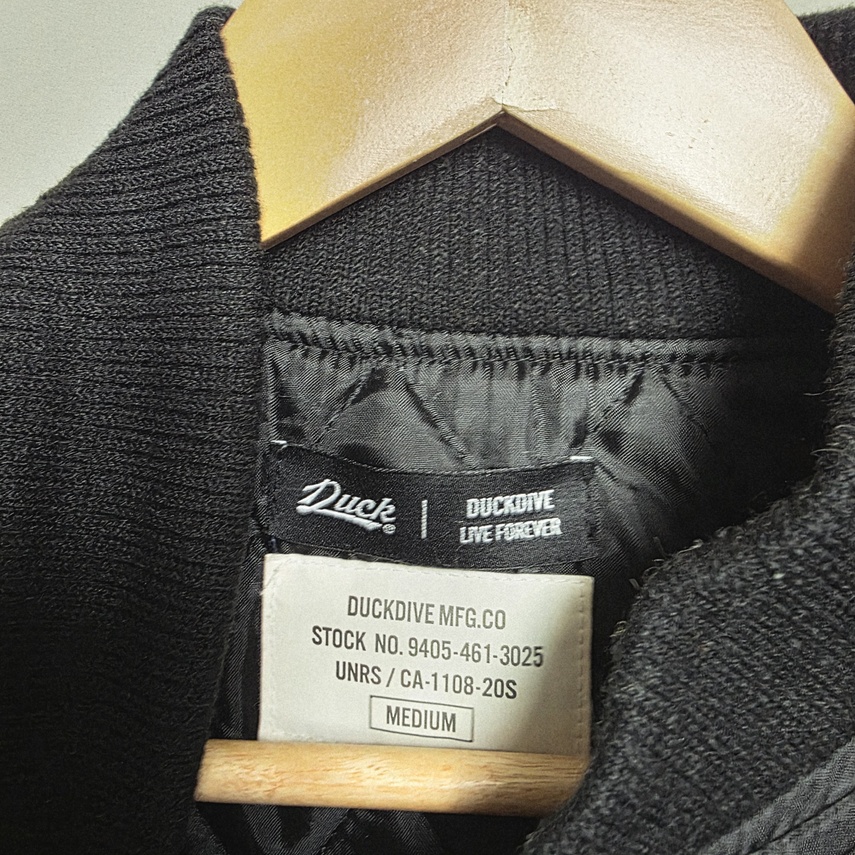 Duck
DUCKDIVE
LIVE FOREVER
DUCKDIVE MFG.CO
STOCK NO. 9405-461-3025
UNRS / CA-1108-20S
MEDIUM